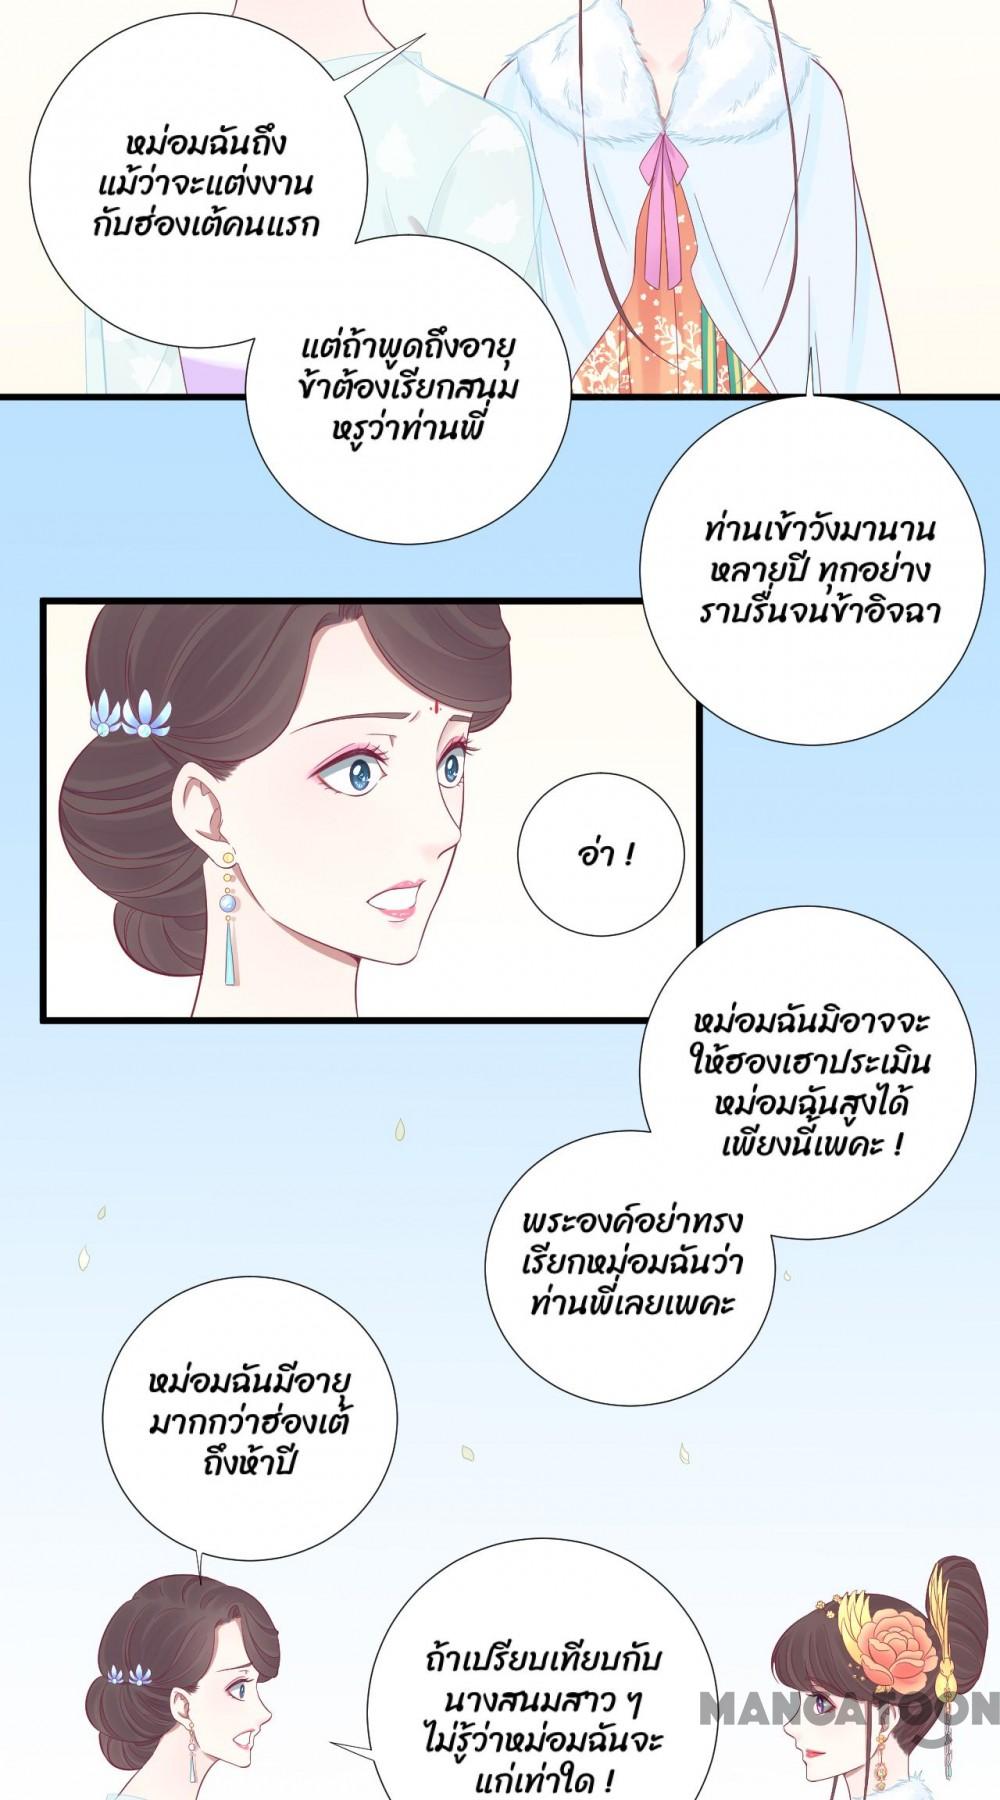 หม่อมฉันถึง
แม้ว่าจะแต่งงาน
กับฮ่องเต้คนแรก
แต่ถ้าพูดถึงอายุ
ข้าต้องเรียกสนม
หรูว่าท่านพี่
ท่านเข้าวังมานาน
หลายปี ทุกอย่าง
ราบรื่นจนข้าอิจฉา
อ่า !
หม่อมฉันมิอาจจะ
ให้ฮองเฮาประเมิน
หม่อมฉันสูงได้
เพียงนี้เพคะ !
พระองค์อย่าทรง
เรียกหม่อมฉันว่า
ท่านพี่เลยเพคะ
หม่อมฉันมีอายุ
มากกว่าฮ่องเต้
ถึงห้าปี
ถ้าเปรียบเทียบกับ
นางสนมสาว ๆ
ไม่รู้ว่าหม่อมฉันจะ
แก่เท่าใด !
MANGATOON